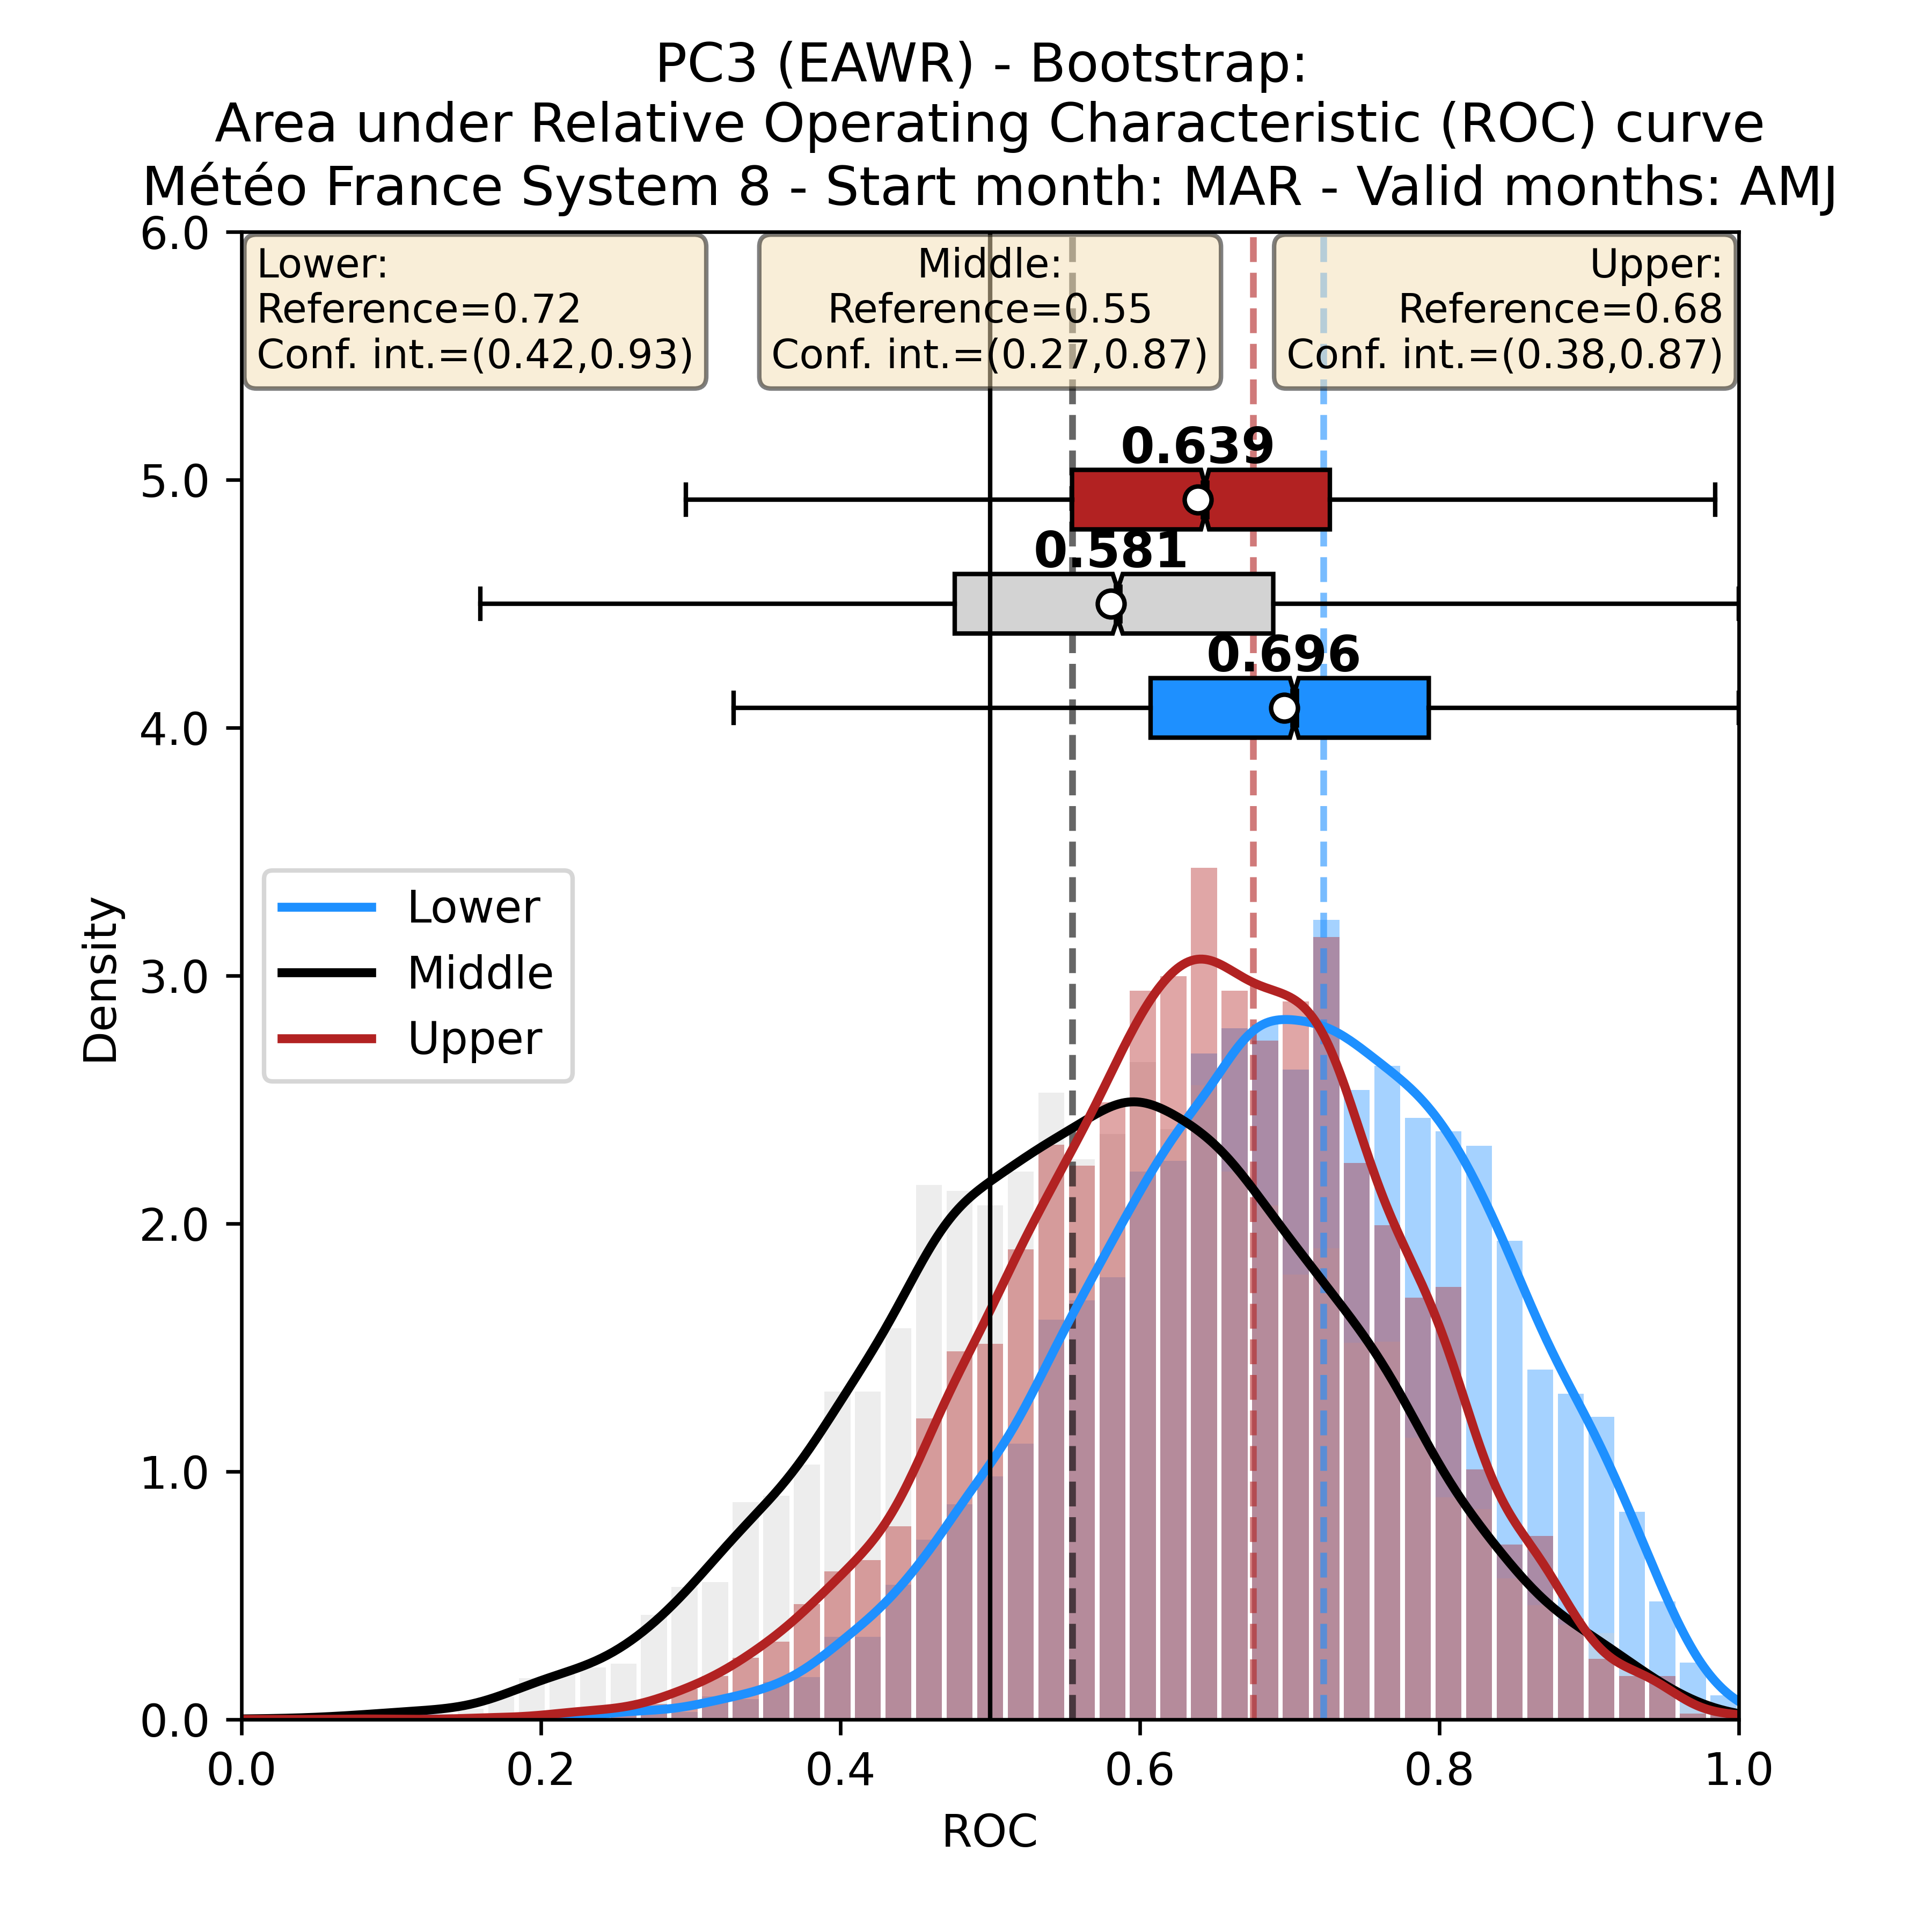 PC3 (EAWR) - Bootstrap:
Area under Relative Operating Characteristic (ROC) curve
Météo France System 8 - Start month: MAR - Valid months: AMJ
Lower:
Reference=0.72
Conf. int.=(0.42,0.93)
Middle:
Reference=0.55
Conf. int.=(0.27,0.87)
Upper:
Reference=0.68
Conf. int.=(0.38,0.87)
0.639
0.581
0.696
6.0
5.0
4.0
3.0
2.0
1.0
0.0
Density
Lower
Middle
Upper
0.0
0.2
0.4
0.6
0.8
1.0
ROC